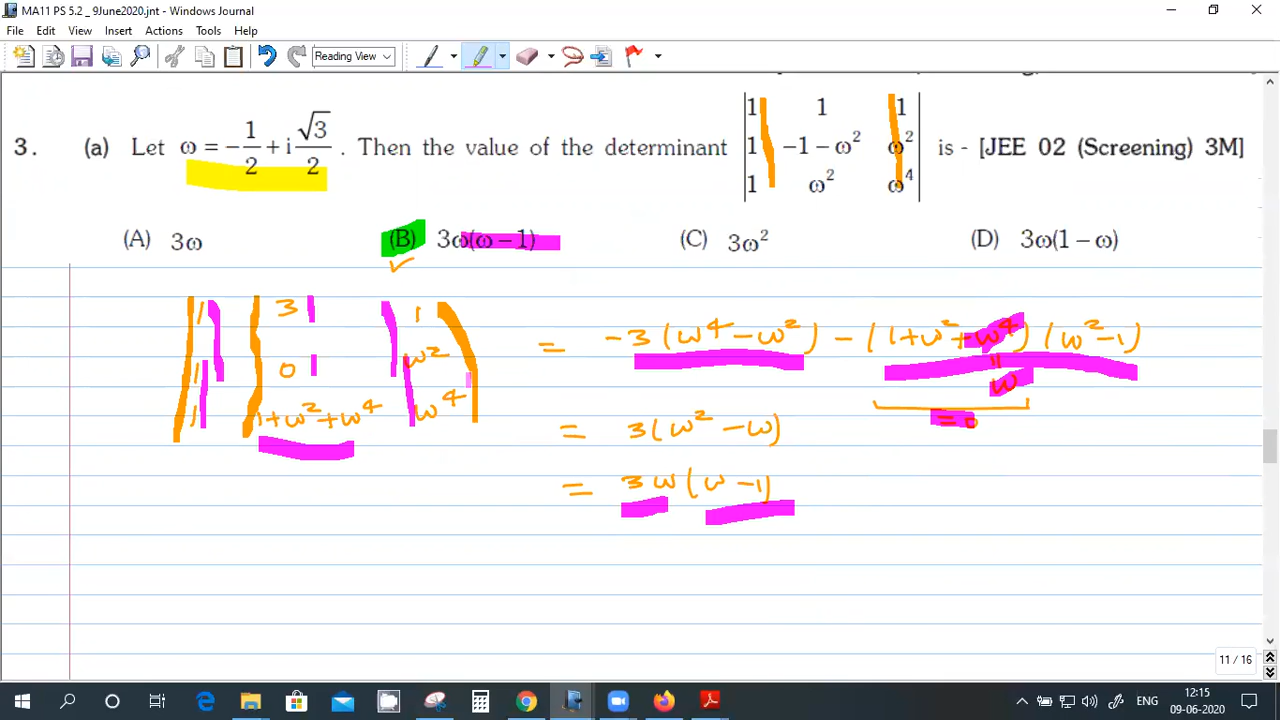 MA11 PS 5.2 _ 9June2020.jnt - Windows Journal
File Edit View Insert Actions Tools Help
Reading View
3. (a) Let ω = -1/2 + i √3/2 . Then the value of the determinant |1 1 1; 1 -1-ω² ω²; 1 ω² ω⁴| is - [JEE 02 (Screening) 3M]
(A) 3ω (B) 3ω(ω – 1) (C) 3ω² (D) 3ω(1 – ω)
1 3 1
1 0 ω²
1 1+ω²+ω⁴ ω⁴
= -3(ω⁴-ω²) - (1+ω²+ω⁴)(ω²-1)
ω
= 0
= 3(ω²-ω)
= 3ω(ω-1)
11 / 16
ENG
12:15
09-06-2020